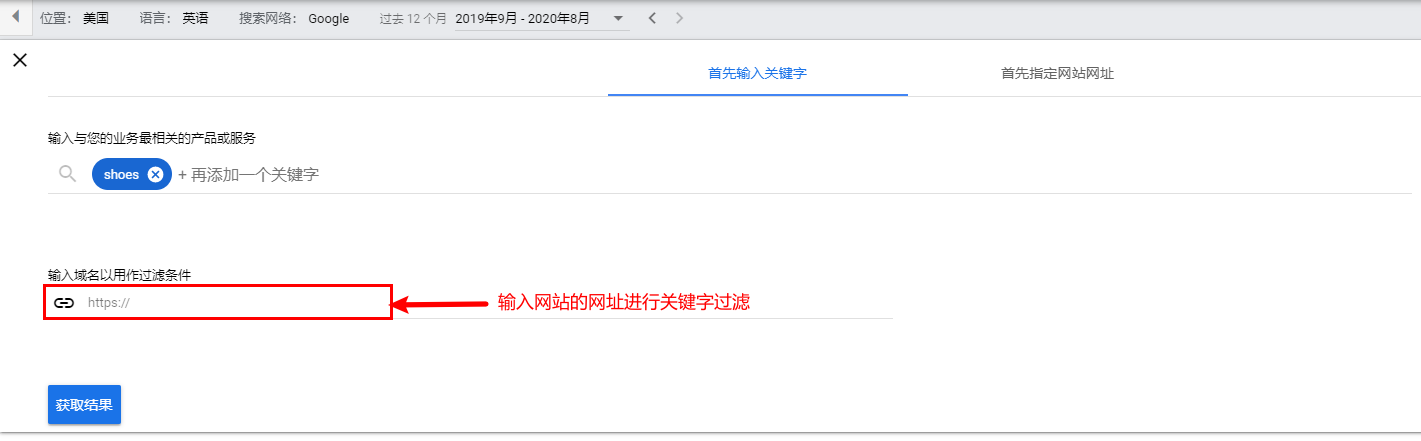 位置： 美国 语言： 英语 搜索网络： Google 过去 12 个月 2019年9月 - 2020年8月
首先输入关键字 首先指定网站网址
输入与您的业务最相关的产品或服务
shoes + 再添加一个关键字
输入域名以用作过滤条件
https:// 输入网站的网址进行关键字过滤
获取结果